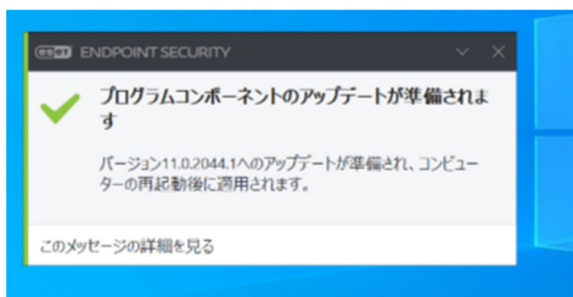 eset ENDPOINT SECURITY
プログラムコンポーネントのアップデートが準備されま
す
バージョン11.0.2044.1へのアップデートが準備され、コンピュー
ターの再起動後に適用されます。
このメッセージの詳細を見る